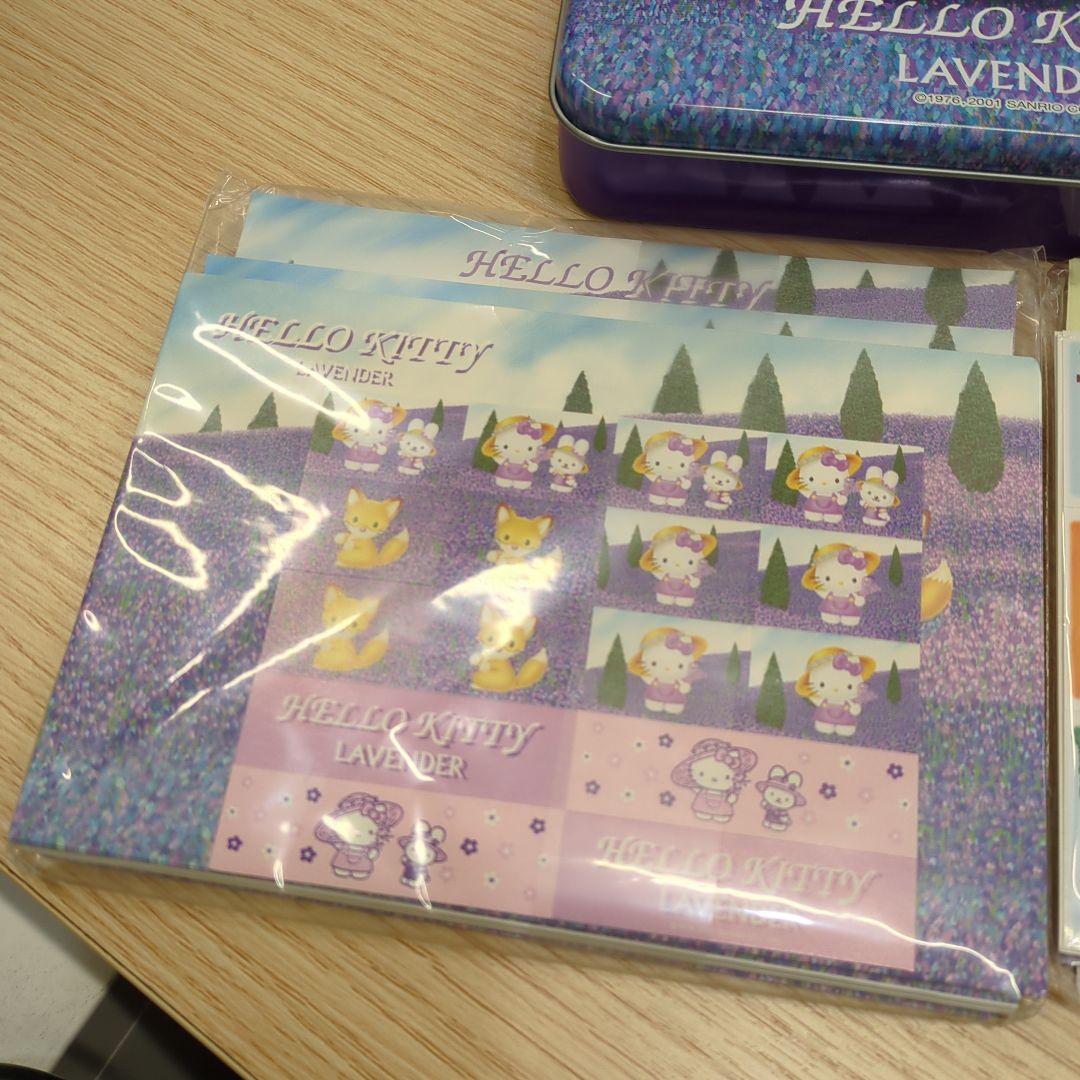 HELLO K
LAVEND
©1976, 2001 SANRIO C
HELLO KITTY
HELLO KITTY
LAVENDER
HELLO KITTY
LAVENDER
HELLO KITTY
LAVENDER